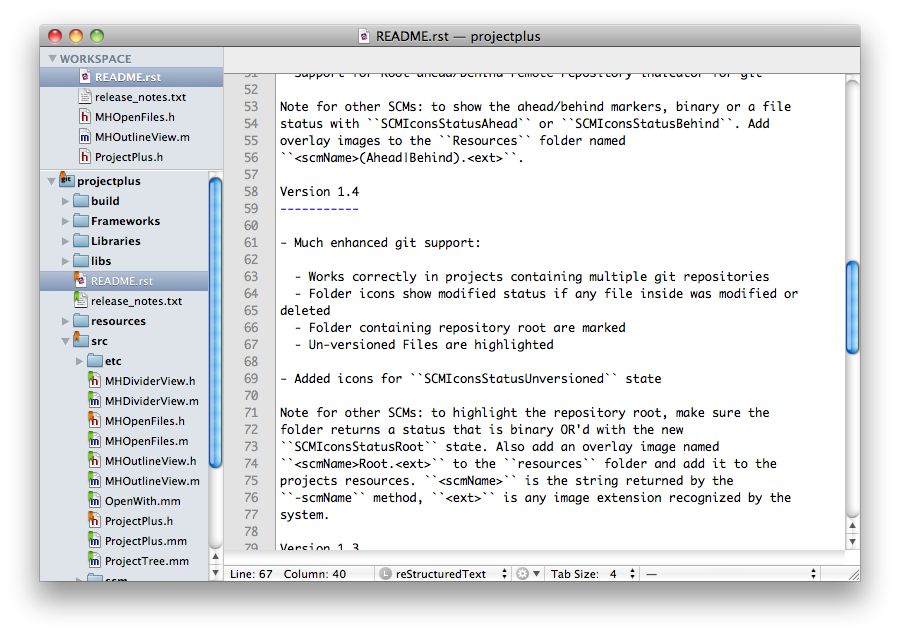 README.rst — projectplus
WORKSPACE
README.rst
release_notes.txt
MHOpenFiles.h
MHOutlineView.m
ProjectPlus.h
projectplus
build
Frameworks
Libraries
libs
README.rst
release_notes.txt
resources
src
etc
MHDividerView.h
MHDividerView.m
MHOpenFiles.h
MHOpenFiles.m
MHOutlineView.h
MHOutlineView.m
OpenWith.mm
ProjectPlus.h
ProjectPlus.mm
ProjectTree.mm
scm
51 - Support for Root ahead/behind remote repository indicator for git
52
53 Note for other SCMs: to show the ahead/behind markers, binary or a file
54 status with ``SCMIconsStatusAhead`` or ``SCMIconsStatusBehind``. Add
55 overlay images to the ``Resources`` folder named
56 ``<scmName>(Ahead|Behind).<ext>``.
57
58 Version 1.4
59 -----------
60
61 - Much enhanced git support:
62
63 - Works correctly in projects containing multiple git repositories
64 - Folder icons show modified status if any file inside was modified or
65 deleted
66 - Folder containing repository root are marked
67 - Un-versioned Files are highlighted
68
69 - Added icons for ``SCMIconsStatusUnversioned`` state
70
71 Note for other SCMs: to highlight the repository root, make sure the
72 folder returns a status that is binary OR'd with the new
73 ``SCMIconsStatusRoot`` state. Also add an overlay image named
74 ``<scmName>Root.<ext>`` to the ``resources`` folder and add it to the
75 projects resources. ``<scmName>`` is the string returned by the
76 ``-scmName`` method, ``<ext>`` is any image extension recognized by the
77 system.
78
79 Version 1.3
Line: 67 Column: 40 L reStructuredText Tab Size: 4 —